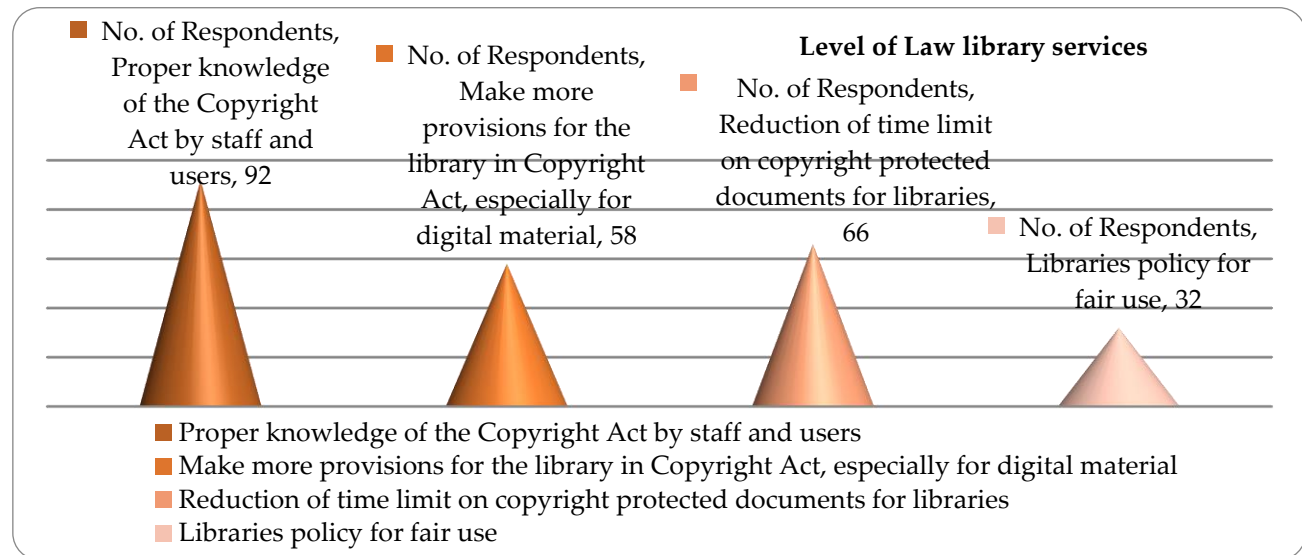 No. of Respondents,
Proper knowledge
of the Copyright
Act by staff and
users, 92
No. of Respondents,
Make more
provisions for the
library in Copyright
Act, especially for
digital material, 58
Level of Law library services
No. of Respondents,
Reduction of time limit
on copyright protected
documents for libraries,
66
No. of Respondents,
Libraries policy for
fair use, 32
Proper knowledge of the Copyright Act by staff and users
Make more provisions for the library in Copyright Act, especially for digital material
Reduction of time limit on copyright protected documents for libraries
Libraries policy for fair use